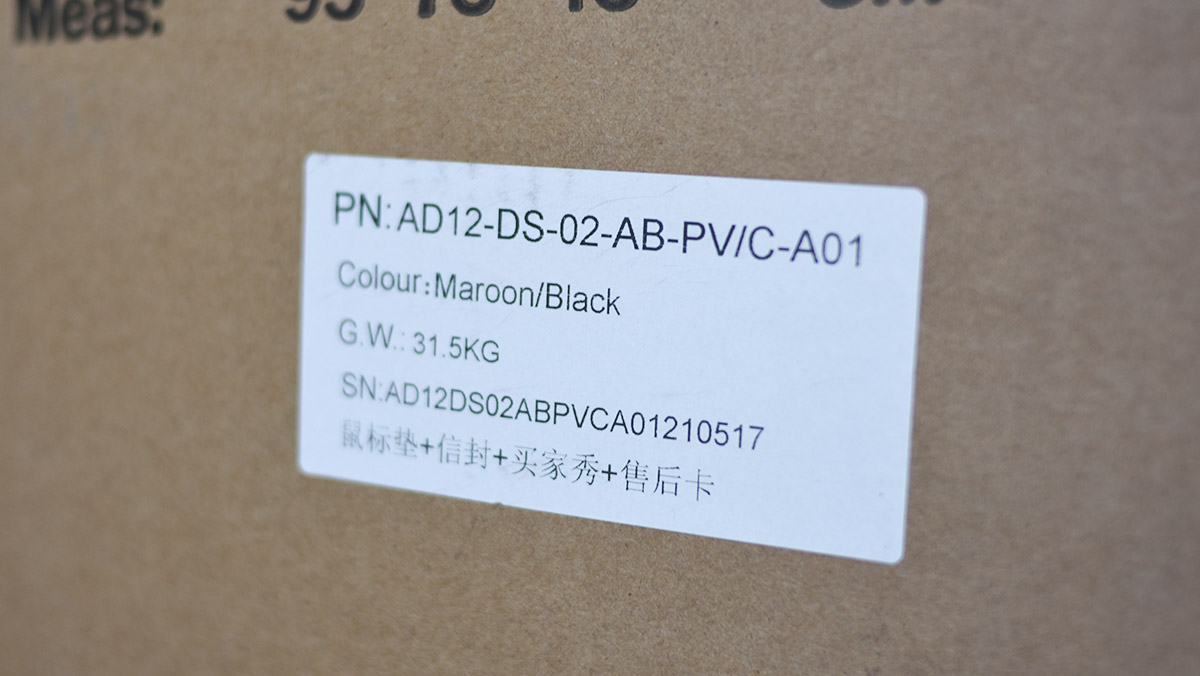 Meas:
PN:AD12-DS-02-AB-PV/C-A01
Colour:Maroon/Black
G.W.: 31.5KG
SN:AD12DS02ABPVCA01210517
鼠标垫+信封+买家秀+售后卡